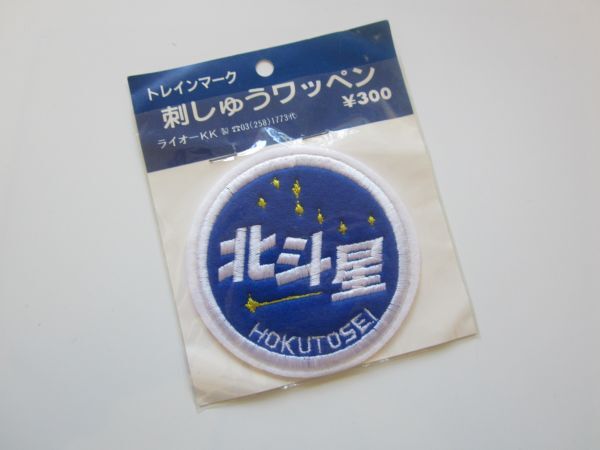 トレインマーク
刺しゅうワッペン
¥300
ライオーKK製 ☎03(258)1773代
北斗星
HOKUTOSEI